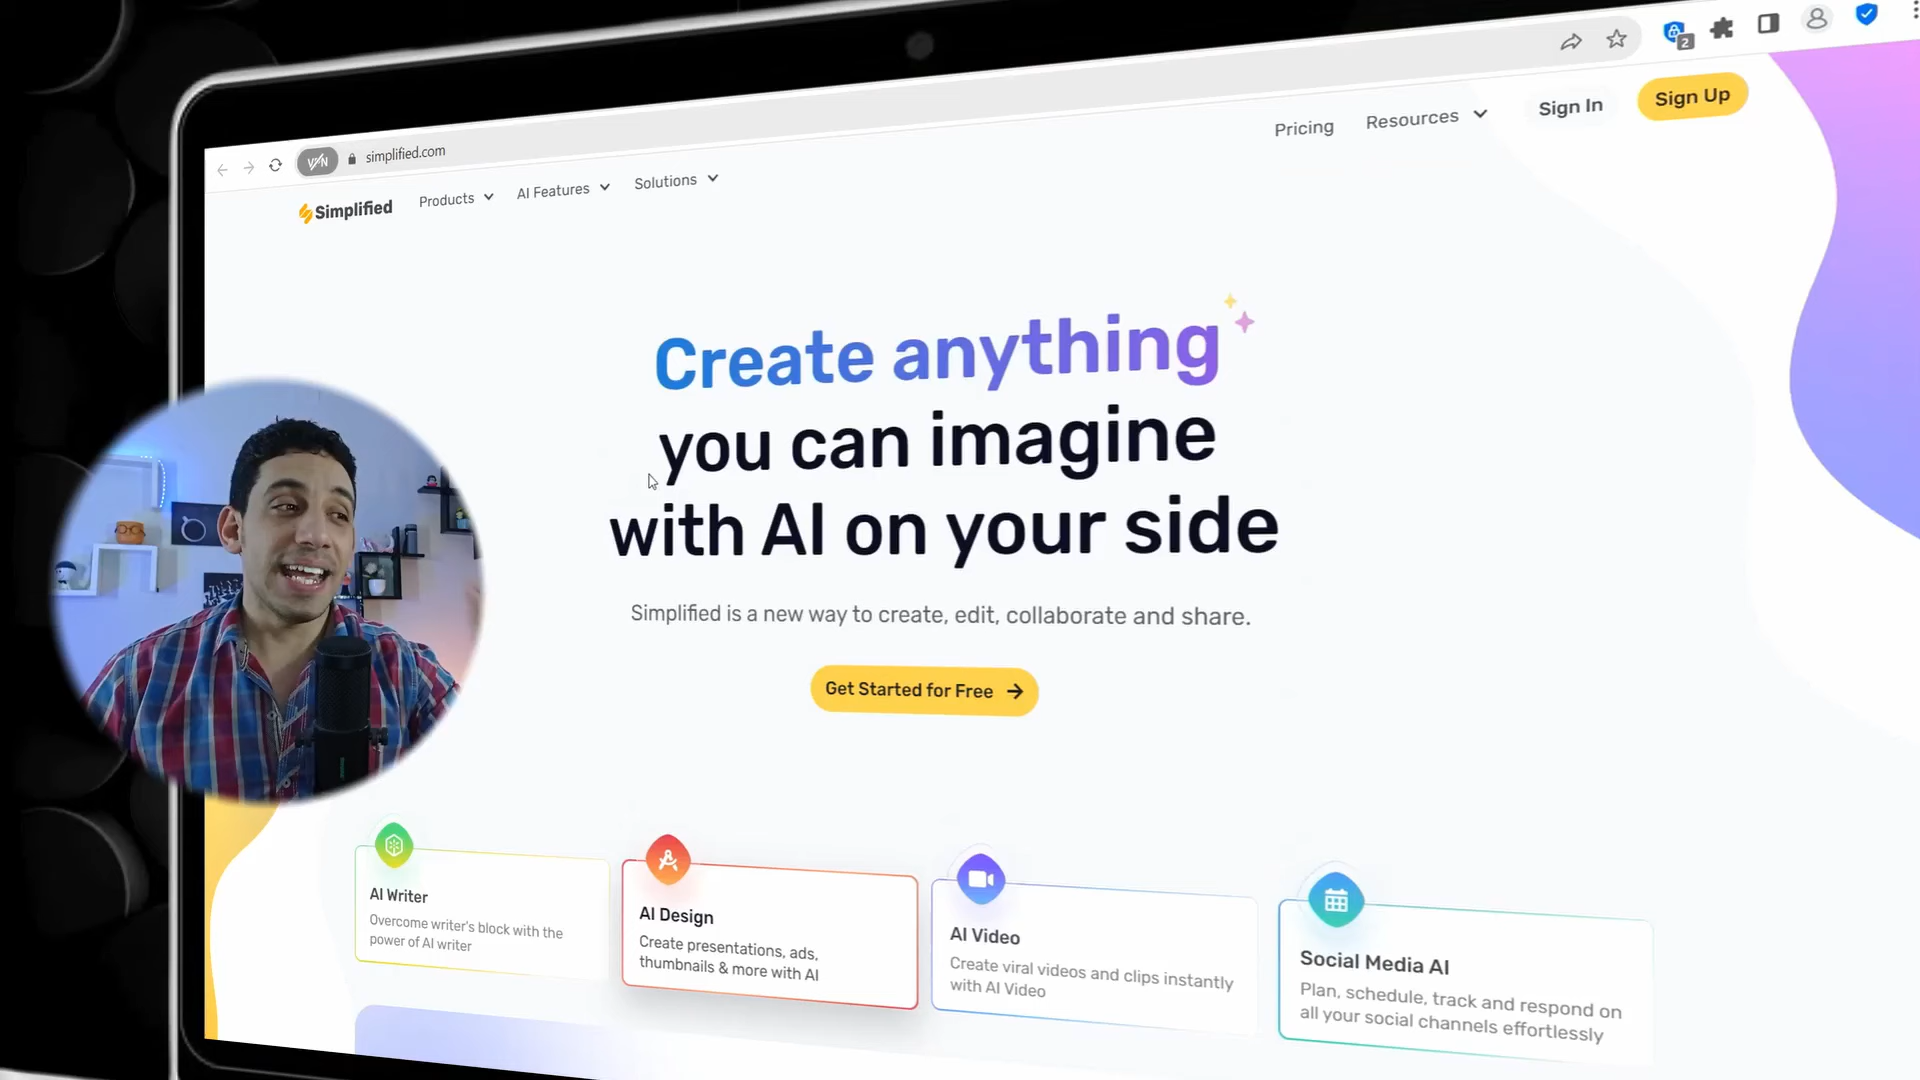 VPN
simplified.com
2
Simplified
Products
AI Features
Solutions
Pricing
Resources
Sign In
Sign Up
Create anything
you can imagine
with AI on your side
Simplified is a new way to create, edit, collaborate and share.
Get Started for Free
AI Writer
Overcome writer's block with the
power of AI writer
AI Design
Create presentations, ads,
thumbnails & more with AI
AI Video
Create viral videos and clips instantly
with AI Video
Social Media AI
Plan, schedule, track and respond on
all your social channels effortlessly